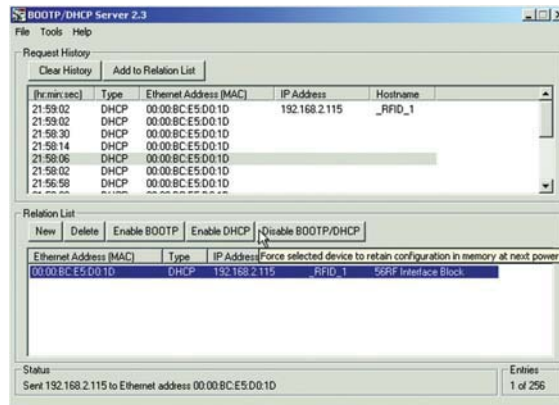 BOOTP/DHCP Server 2.3
File Tools Help
Request History
Clear History Add to Relation List
(hr:min:sec) Type Ethernet Address (MAC) IP Address Hostname
21:59:02 DHCP 00:00:BC:E5:D0:1D 192.168.2.115 _RFID_1
21:59:02 DHCP 00:00:BC:E5:D0:1D
21:58:30 DHCP 00:00:BC:E5:D0:1D
21:58:14 DHCP 00:00:BC:E5:D0:1D
21:58:06 DHCP 00:00:BC:E5:D0:1D
21:58:02 DHCP 00:00:BC:E5:D0:1D
21:56:58 DHCP 00:00:BC:E5:D0:1D
Relation List
New Delete Enable BOOTP Enable DHCP Disable BOOTP/DHCP
Ethernet Address (MAC) Type IP Address Force selected device to retain configuration in memory at next power
00:00:BC:E5:D0:1D DHCP 192.168.2.115 _RFID_1 56RF Interface Block
Status Entries
Sent 192.168.2.115 to Ethernet address 00:00:BC:E5:D0:1D 1 of 256